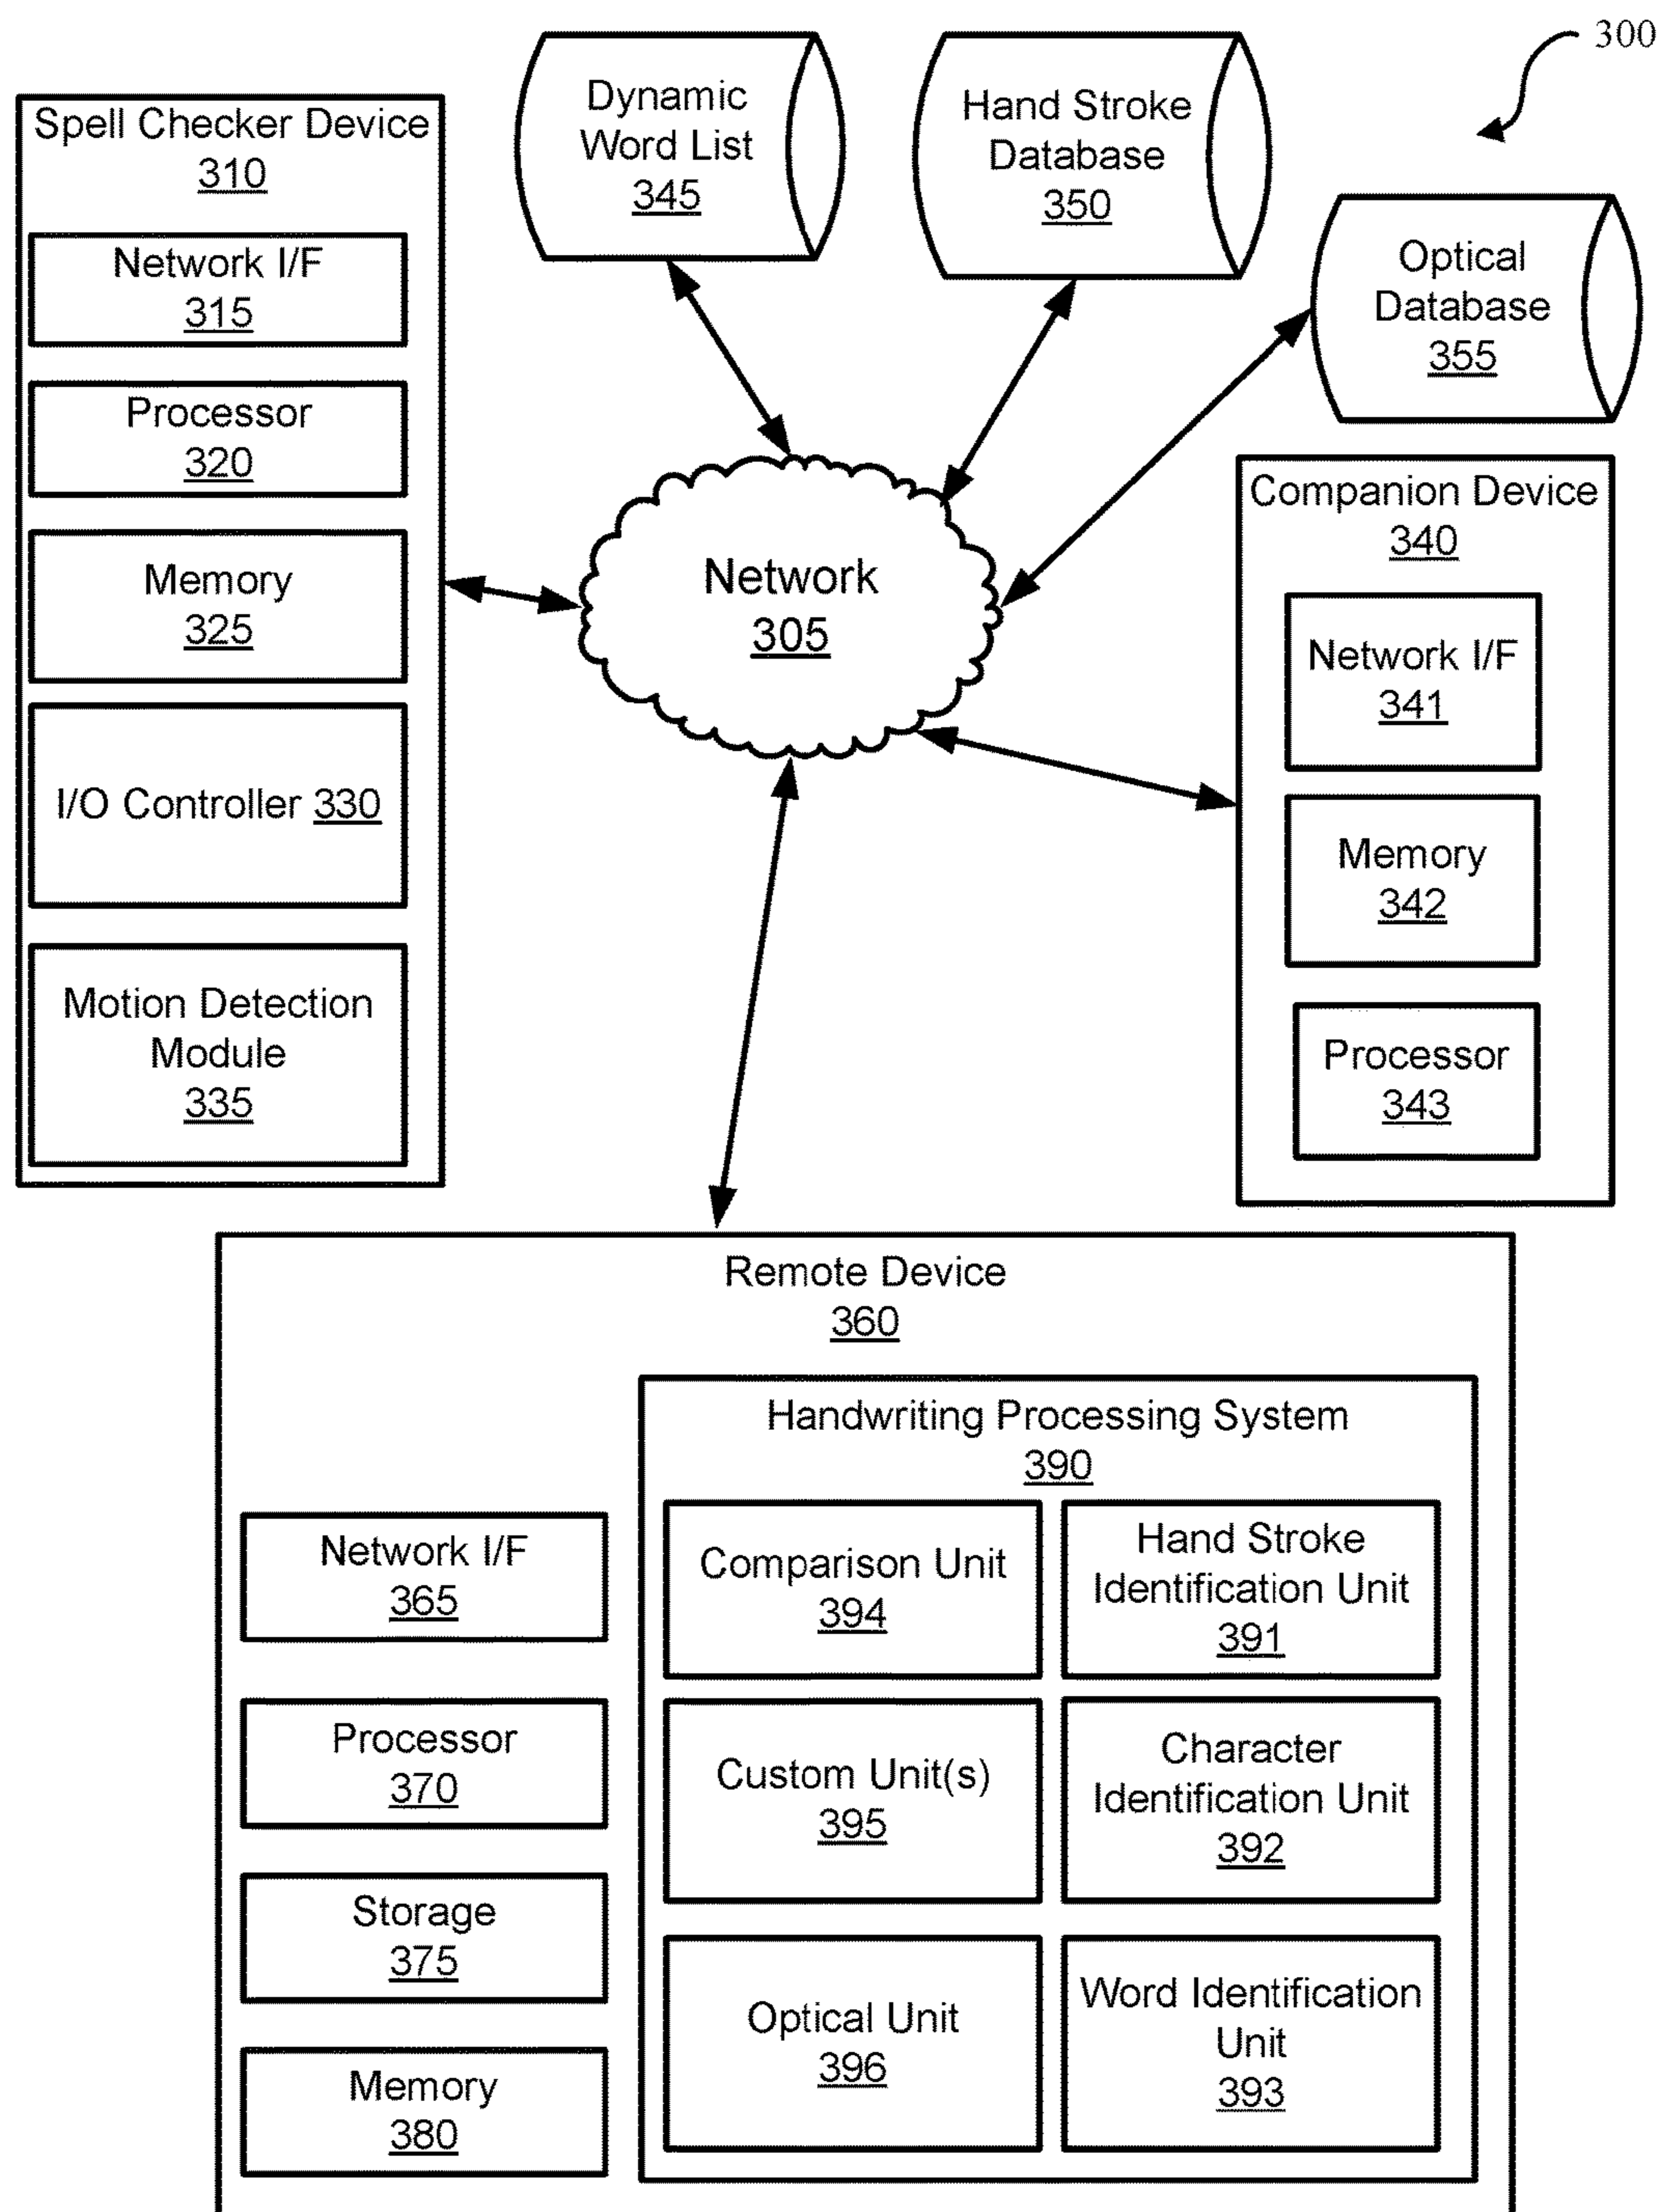 300
Spell Checker Device
310
Network I/F
315
Processor
320
Memory
325
I/O Controller 330
Motion Detection
Module
335
Dynamic
Word List
345
Hand Stroke
Database
350
Optical
Database
355
Network
305
Companion Device
340
Network I/F
341
Memory
342
Processor
343
Remote Device
360
Network I/F
365
Processor
370
Storage
375
Memory
380
Handwriting Processing System
390
Comparison Unit
394
Hand Stroke
Identification Unit
391
Custom Unit(s)
395
Character
Identification Unit
392
Optical Unit
396
Word Identification
Unit
393